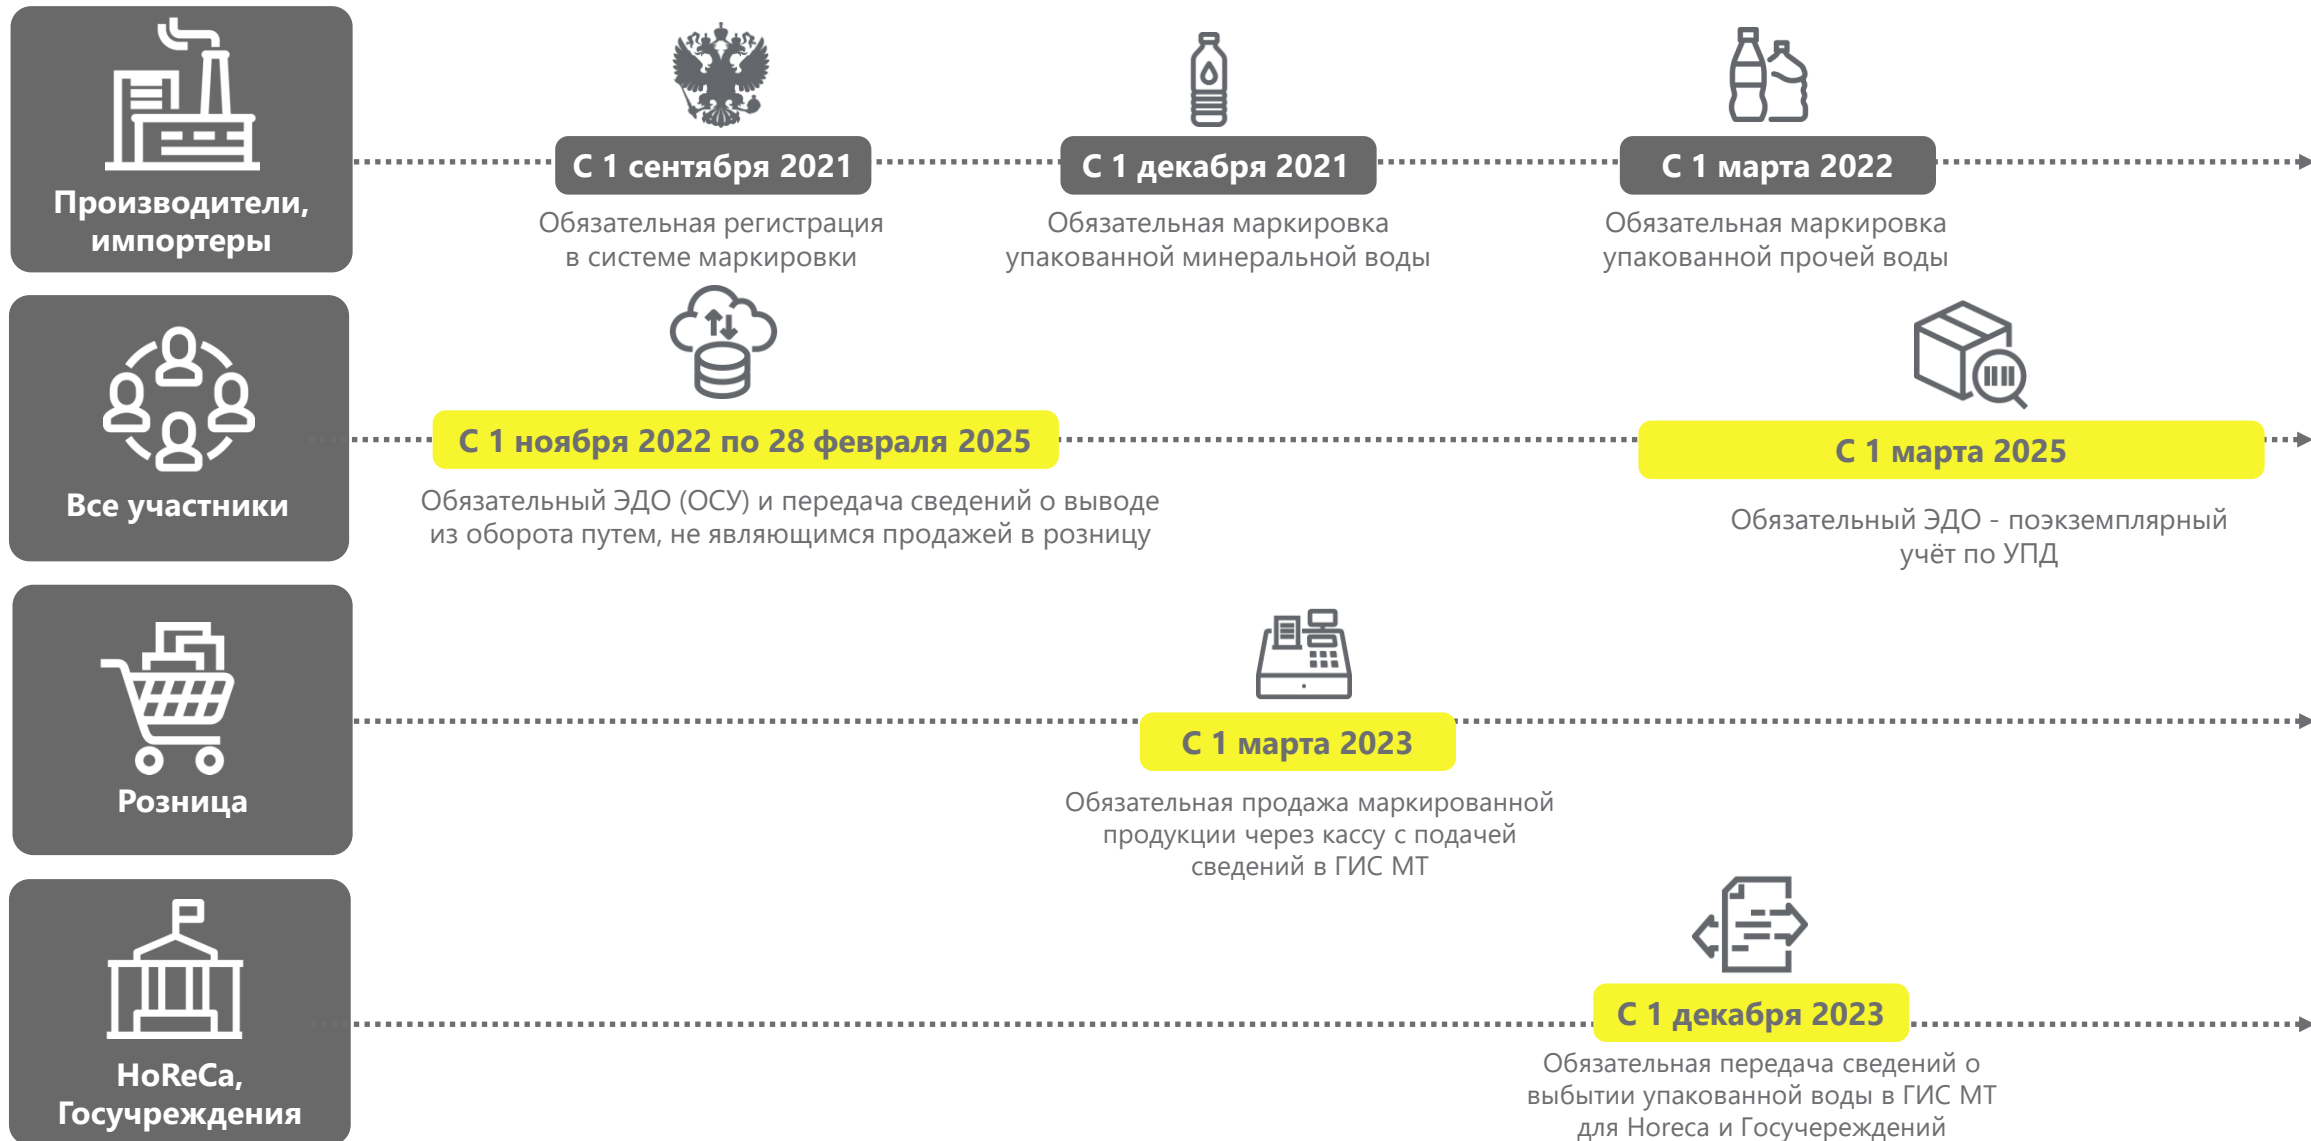 Производители,
импортеры
С 1 сентября 2021
Обязательная регистрация
в системе маркировки
С 1 декабря 2021
Обязательная маркировка
упакованной минеральной воды
С 1 марта 2022
Обязательная маркировка
упакованной прочей воды
Все участники
С 1 ноября 2022 по 28 февраля 2025
Обязательный ЭДО (ОСУ) и передача сведений о выводе
из оборота путем, не являющимся продажей в розницу
С 1 марта 2025
Обязательный ЭДО - поэкземплярный
учёт по УПД
Розница
С 1 марта 2023
Обязательная продажа маркированной
продукции через кассу с подачей
сведений в ГИС МТ
HoReCa,
Госучреждения
С 1 декабря 2023
Обязательная передача сведений о
выбытии упакованной воды в ГИС МТ
для Horeca и Госучереждений